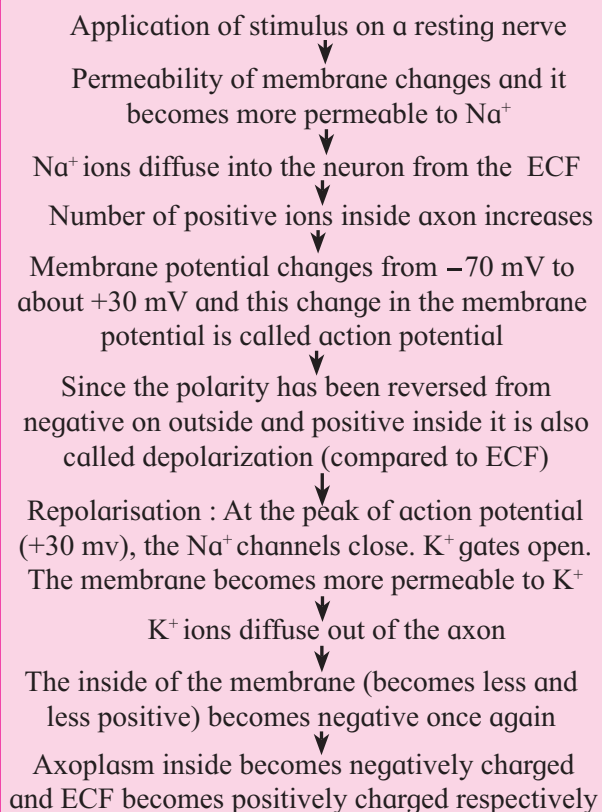 Application of stimulus on a resting nerve
Permeability of membrane changes and it
becomes more permeable to Na⁺
Na⁺ ions diffuse into the neuron from the ECF
Number of positive ions inside axon increases
Membrane potential changes from −70 mV to
about +30 mV and this change in the membrane
potential is called action potential
Since the polarity has been reversed from
negative on outside and positive inside it is also
called depolarization (compared to ECF)
Repolarisation : At the peak of action potential
(+30 mv), the Na⁺ channels close. K⁺ gates open.
The membrane becomes more permeable to K⁺
K⁺ ions diffuse out of the axon
The inside of the membrane (becomes less and
less positive) becomes negative once again
Axoplasm inside becomes negatively charged
and ECF becomes positively charged respectively